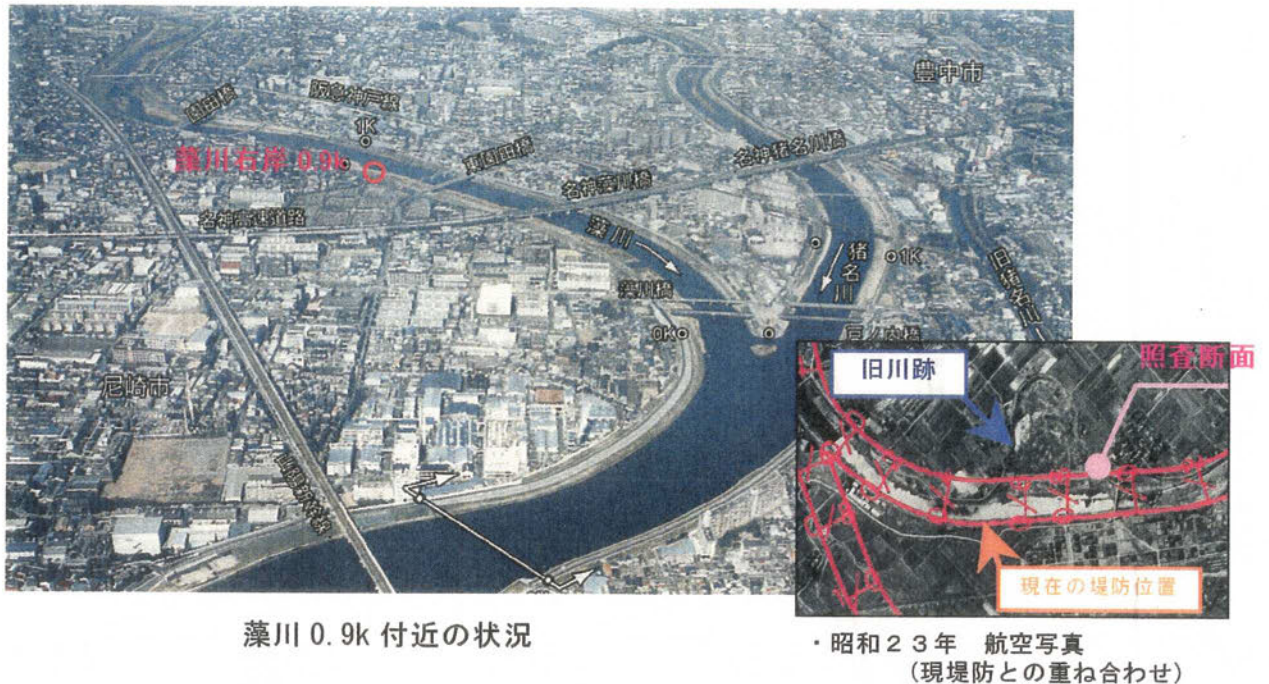 園田橋
阪急神戸線
1K
藻川右岸 0.9k
東園田橋
名神藻川橋
名神猪名川橋
豊中市
名神高速道路
藻川
猪名川
1K
旧猪名川
藻川橋
0K
戸ノ内橋
尼崎市
旧川跡
照査断面
現在の堤防位置
藻川 0.9k 付近の状況
・昭和23年 航空写真
(現堤防との重ね合わせ)